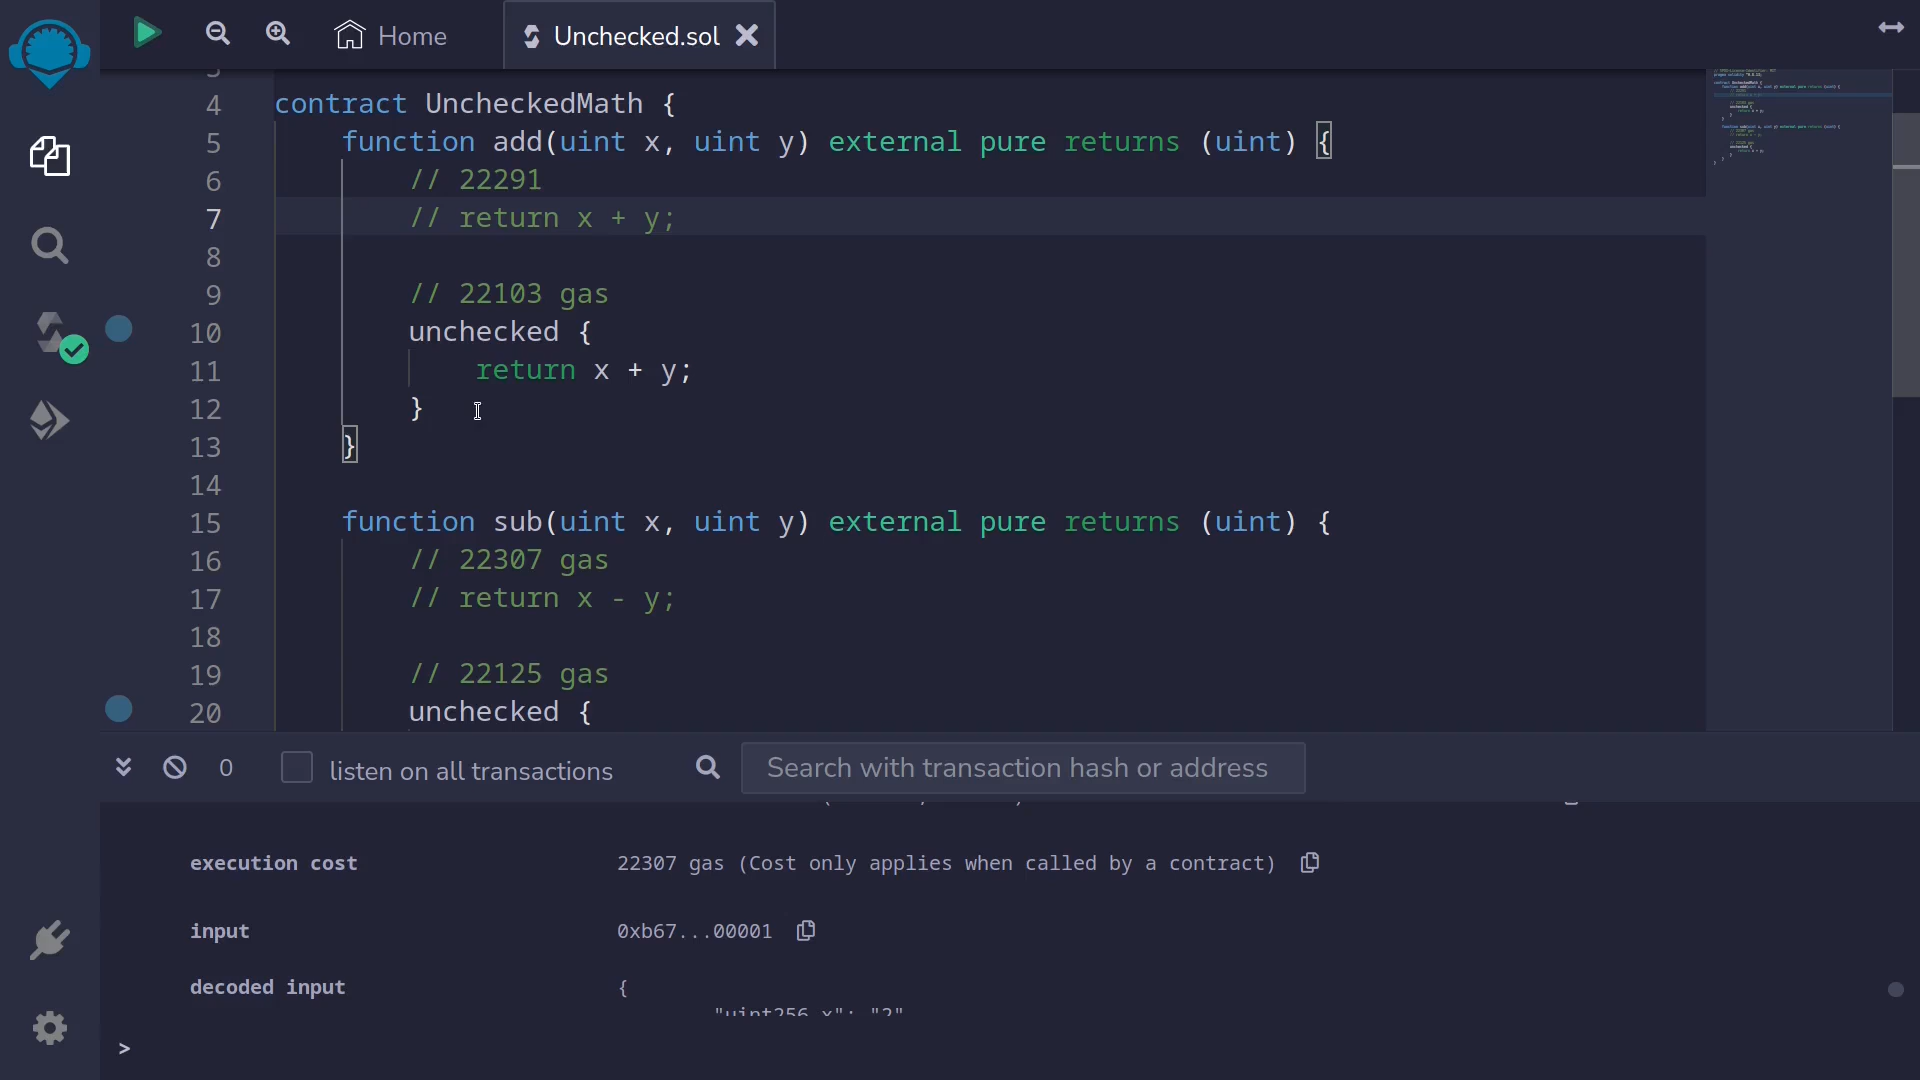 Home
Unchecked.sol
4 contract UncheckedMath {
5 function add(uint x, uint y) external pure returns (uint) {
6 // 22291
7 // return x + y;
8
9 // 22103 gas
10 unchecked {
11 return x + y;
12 }
13 }
14
15 function sub(uint x, uint y) external pure returns (uint) {
16 // 22307 gas
17 // return x - y;
18
19 // 22125 gas
20 unchecked {
0 listen on all transactions Search with transaction hash or address
execution cost 22307 gas (Cost only applies when called by a contract)
input 0xb67...00001
decoded input {
"uint256 x": "2"
>